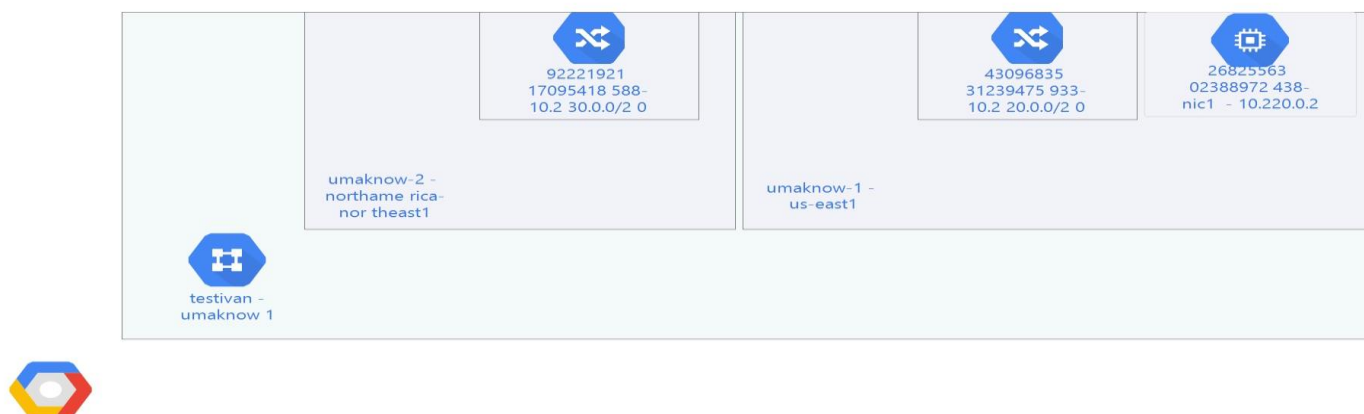 92221921
17095418 588-
10.2 30.0.0/2 0
43096835
31239475 933-
10.2 20.0.0/2 0
26825563
02388972 438-
nic1 - 10.220.0.2
umaknow-2 -
northame rica-
nor theast1
umaknow-1 -
us-east1
testivan -
umaknow 1